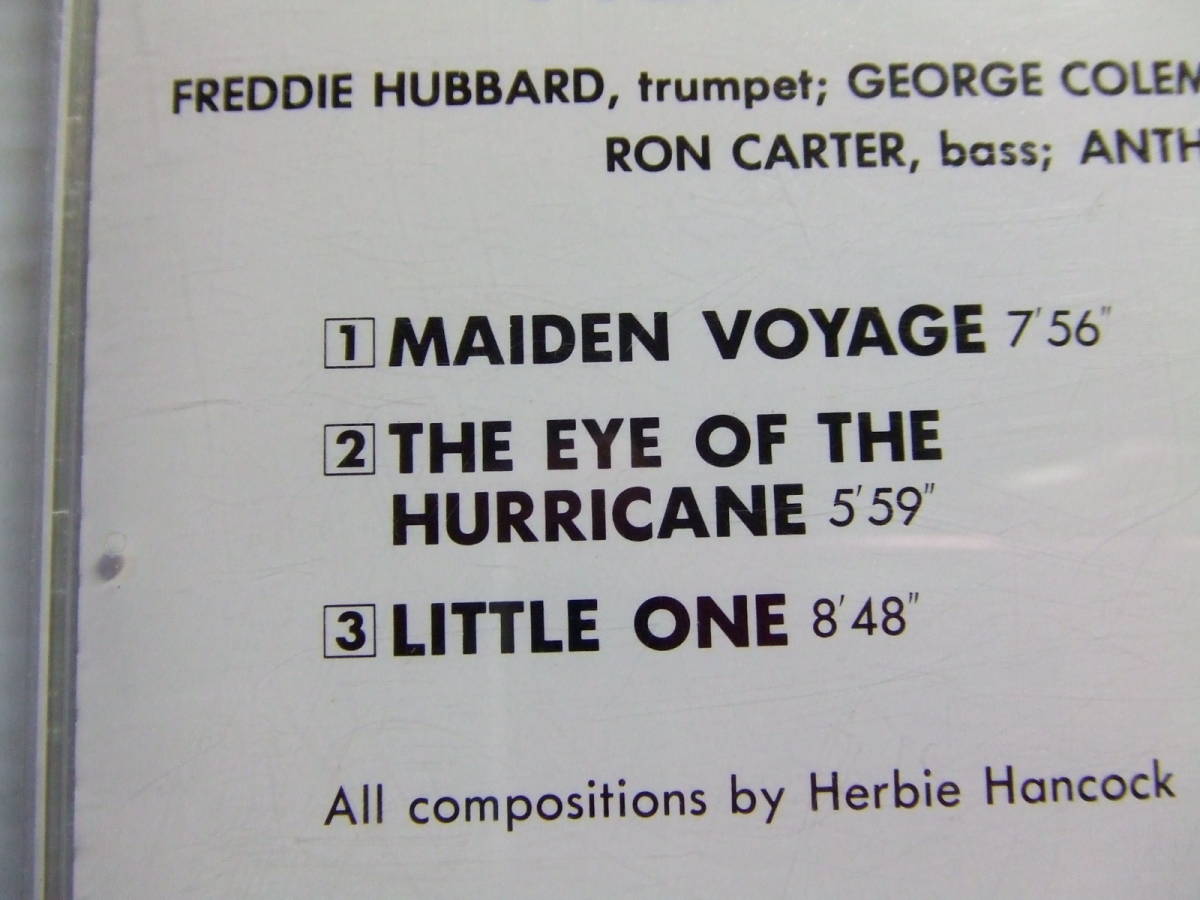 FREDDIE HUBBARD, trumpet; GEORGE COLEM
RON CARTER, bass; ANTH
1 MAIDEN VOYAGE 7'56"
2 THE EYE OF THE
HURRICANE 5'59"
3 LITTLE ONE 8'48"
All compositions by Herbie Hancock